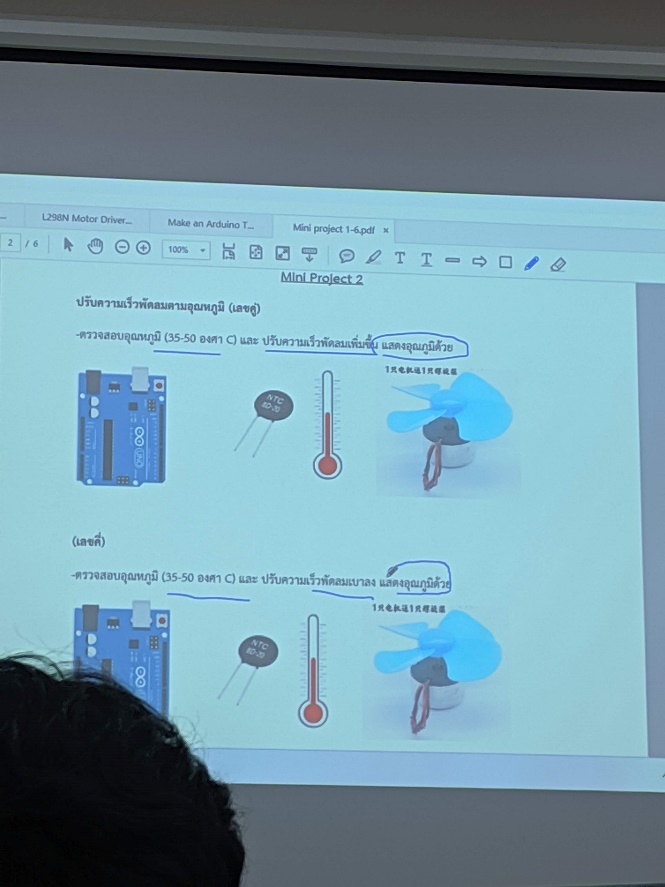 L298N Motor Driver...
Make an Arduino T...
Mini project 1-6.pdf ×
2 / 6
100%
Mini Project 2
ปรับความเร็วพัดลมตามอุณหภูมิ (เลขคู่)
-ตรวจสอบอุณหภูมิ (35-50 องศา C) และ ปรับความเร็วพัดลมเพิ่มขึ้น แสดงอุณภูมิด้วย
1只电机送1只螺旋桨
NTC
8D-20
UNO
(เลขคี่)
-ตรวจสอบอุณหภูมิ (35-50 องศา C) และ ปรับความเร็วพัดลมเบาลง แสดงอุณภูมิด้วย
1只电机送1只螺旋桨
NTC
8D-20